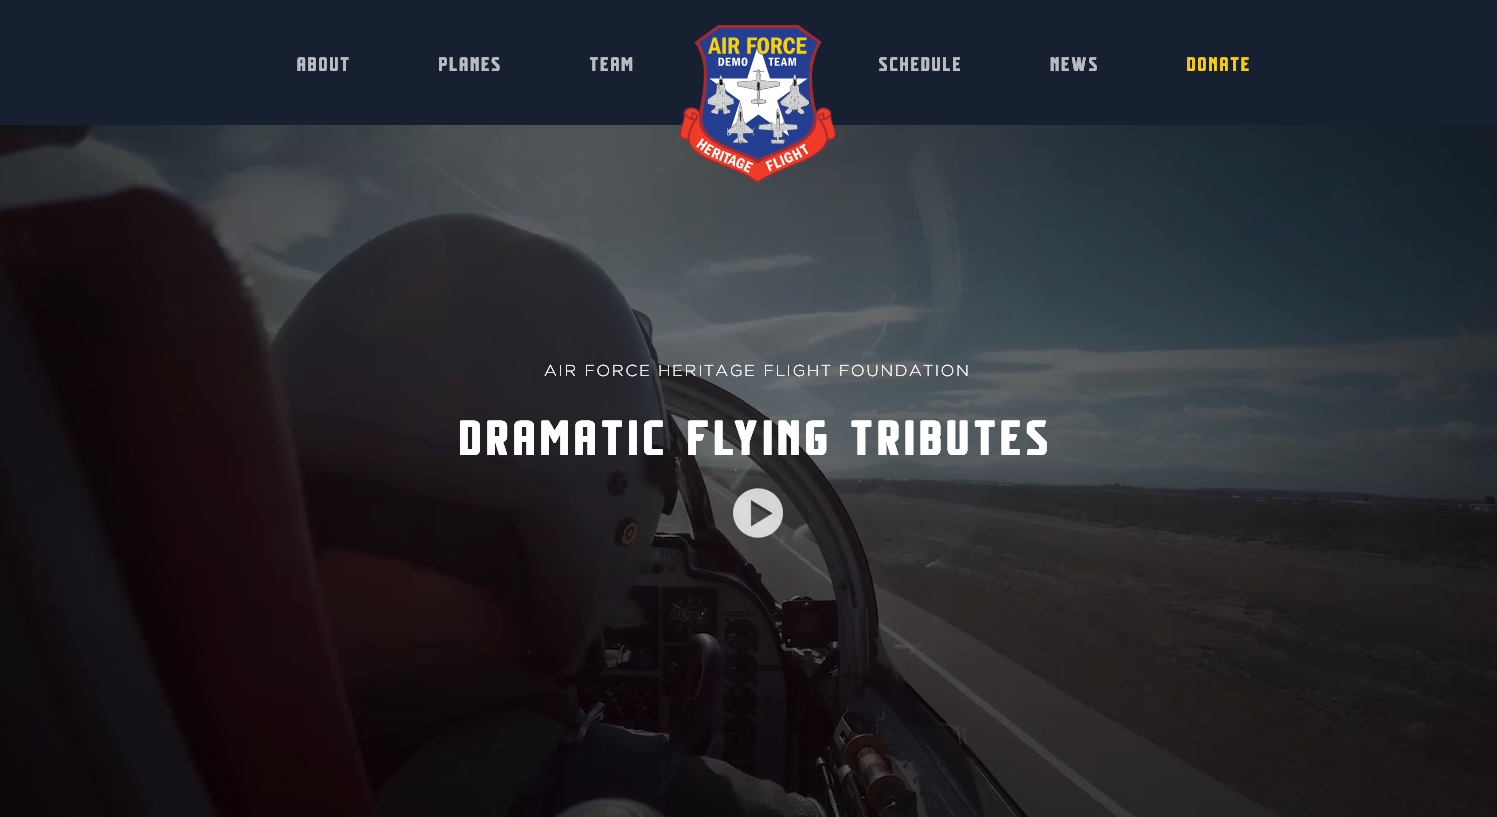 ABOUT
PLANES
TEAM
AIR FORCE
DEMO TEAM
HERITAGE FLIGHT
SCHEDULE
NEWS
DONATE
AIR FORCE HERITAGE FLIGHT FOUNDATION
DRAMATIC FLYING TRIBUTES